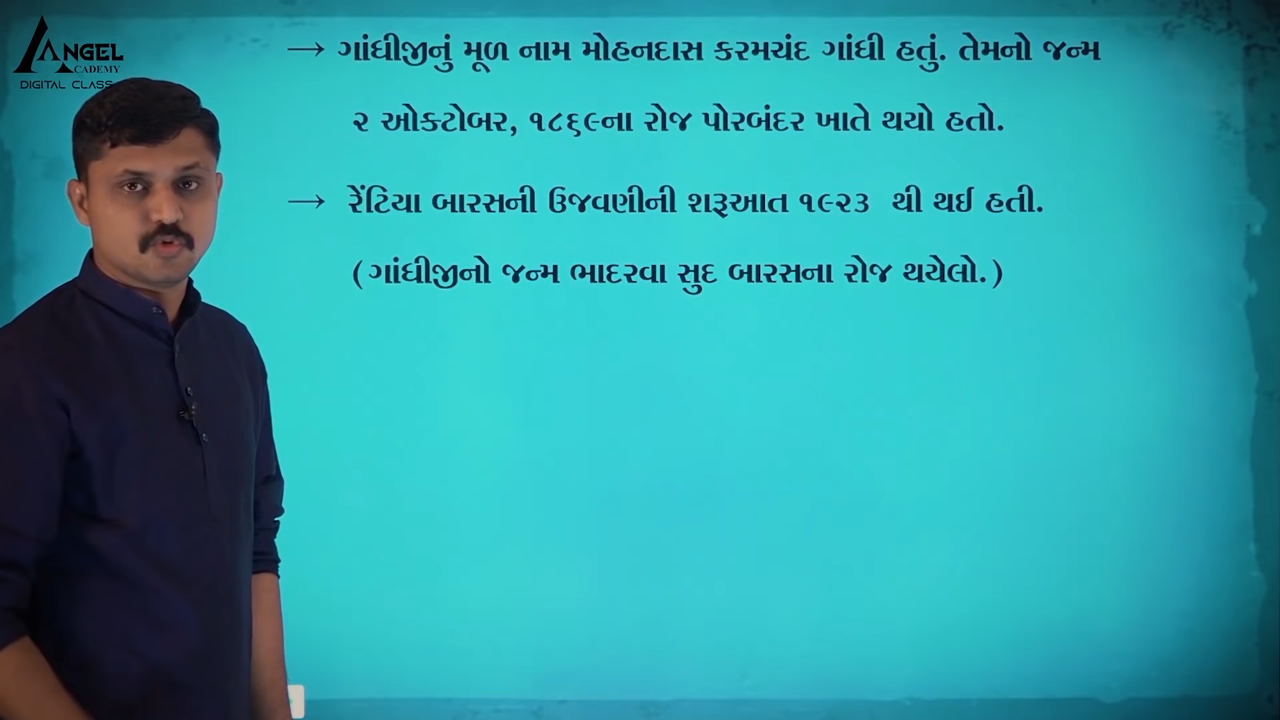 ANGEL
ACADEMY
DIGITAL CLASS
→ ગાંધીજીનું મૂળ નામ મોહનદાસ કરમચંદ ગાંધી હતું. તેમનો જન્મ
૨ ઓક્ટોબર, ૧૮૬૯ના રોજ પોરબંદર ખાતે થયો હતો.
→ રેંટિયા બારસની ઉજવણીની શરૂઆત ૧૯૨૩ થી થઈ હતી.
(ગાંધીજીનો જન્મ ભાદરવા સુદ બારસના રોજ થયેલો.)